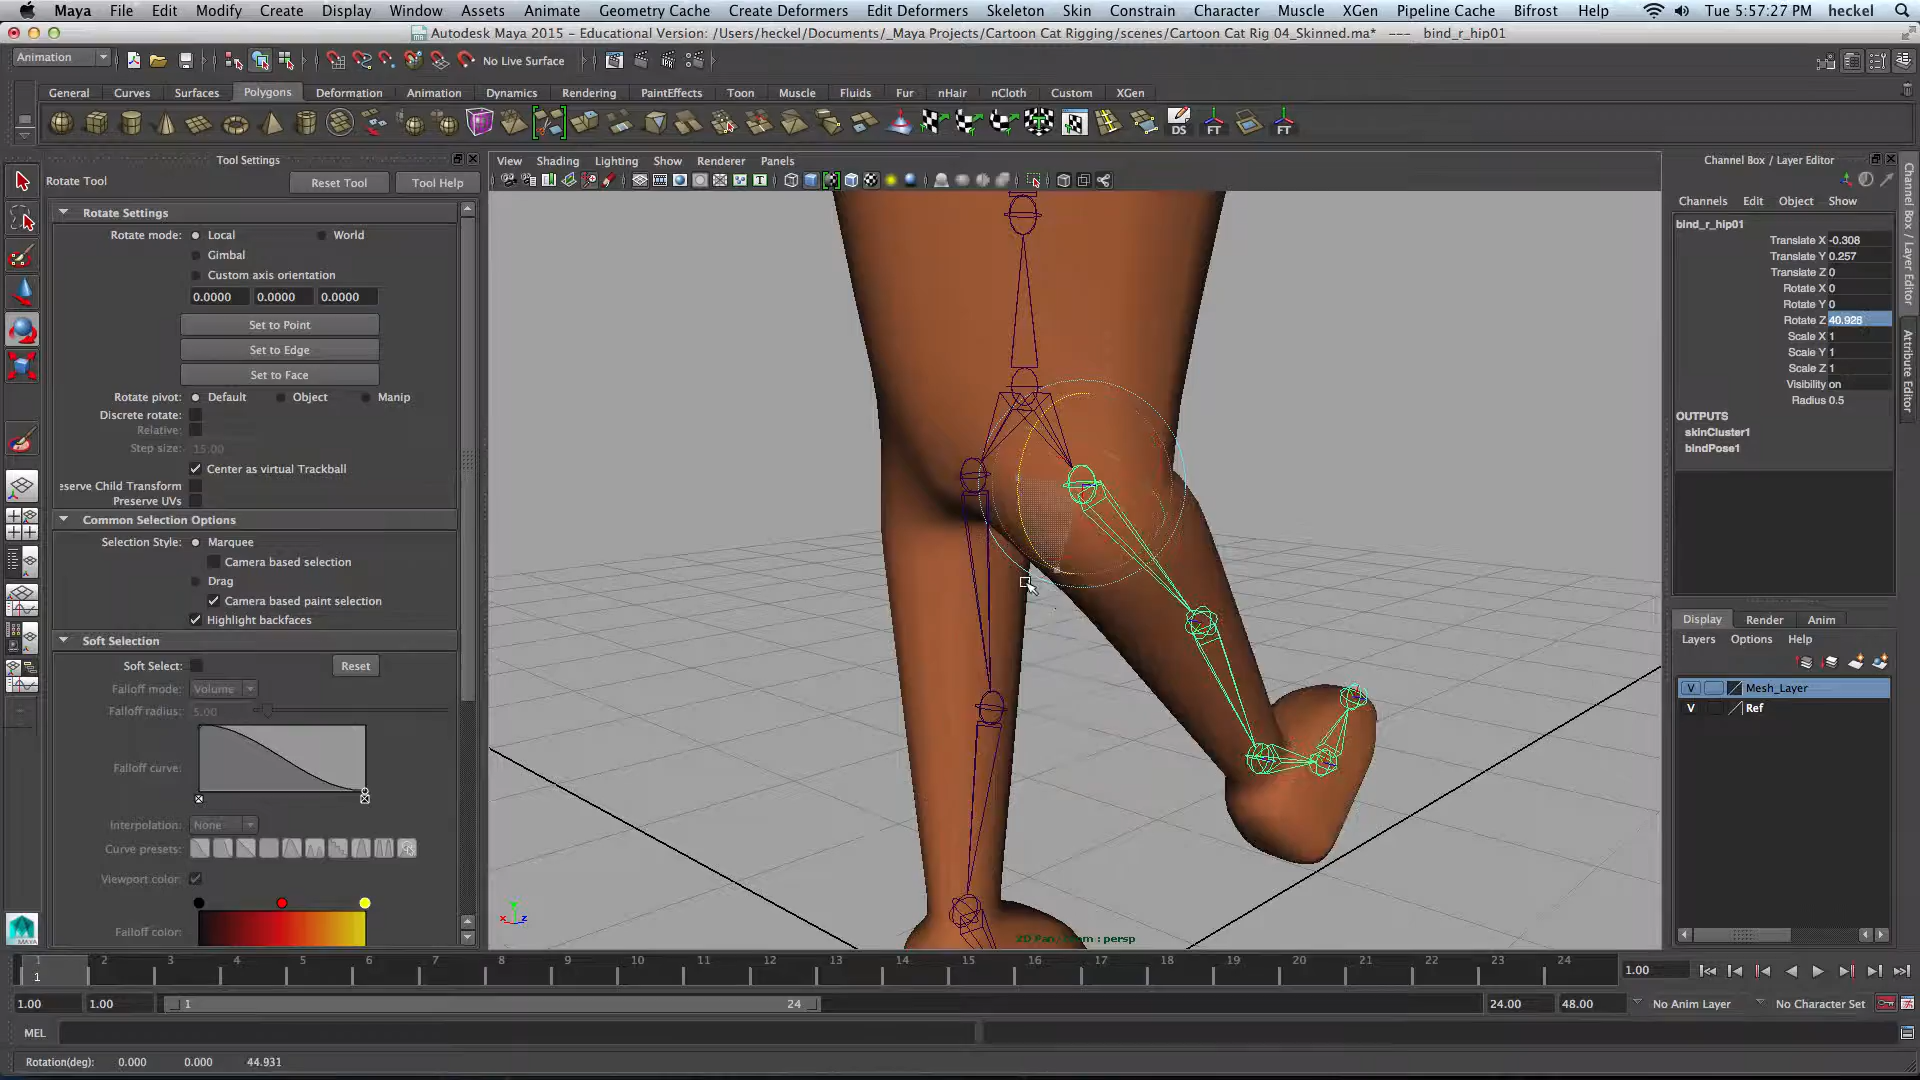 Maya File Edit Modify Create Display Window Assets Animate Geometry Cache Create Deformers Edit Deformers Skeleton Skin Constrain Character Muscle XGen Pipeline Cache Bifrost Help Tue 5:57:27 PM heckel
Autodesk Maya 2015 - Educational Version: /Users/heckel/Documents/_Maya Projects/Cartoon Cat Rigging/scenes/Cartoon Cat Rig 04_Skinned.ma* --- bind_r_hip01
Animation No Live Surface
General Curves Surfaces Polygons Deformation Animation Dynamics Rendering PaintEffects Toon Muscle Fluids Fur nHair nCloth Custom XGen
DS FT FT
Tool Settings
Rotate Tool Reset Tool Tool Help
Rotate Settings
Rotate mode: Local World
Gimbal
Custom axis orientation
0.0000 0.0000 0.0000
Set to Point
Set to Edge
Set to Face
Rotate pivot: Default Object Manip
Discrete rotate:
Relative:
Step size: 15.00
Center as virtual Trackball
eserve Child Transform
Preserve UVs
Common Selection Options
Selection Style: Marquee
Camera based selection
Drag
Camera based paint selection
Highlight backfaces
Soft Selection
Soft Select: Reset
Falloff mode: Volume
Falloff radius: 5.00
Falloff curve:
Interpolation: None
Curve presets:
Viewport color:
Falloff color:
MAYA
View Shading Lighting Show Renderer Panels
persp
Channel Box / Layer Editor
Channels Edit Object Show
bind_r_hip01
Translate X -0.308
Translate Y 0.257
Translate Z 0
Rotate X 0
Rotate Y 0
Rotate Z 40.928
Scale X 1
Scale Y 1
Scale Z 1
Visibility on
Radius 0.5
OUTPUTS
skinCluster1
bindPose1
Channel Box / Layer Editor
Attribute Editor
Display Render Anim
Layers Options Help
V Mesh_Layer
V Ref
1 2 3 4 5 6 7 8 9 10 11 12 13 14 15 16 17 18 19 20 21 22 23 24
1 1.00
1.00 1.00 1 24 24.00 48.00 No Anim Layer No Character Set
MEL
Rotation(deg): 0.000 0.000 44.931